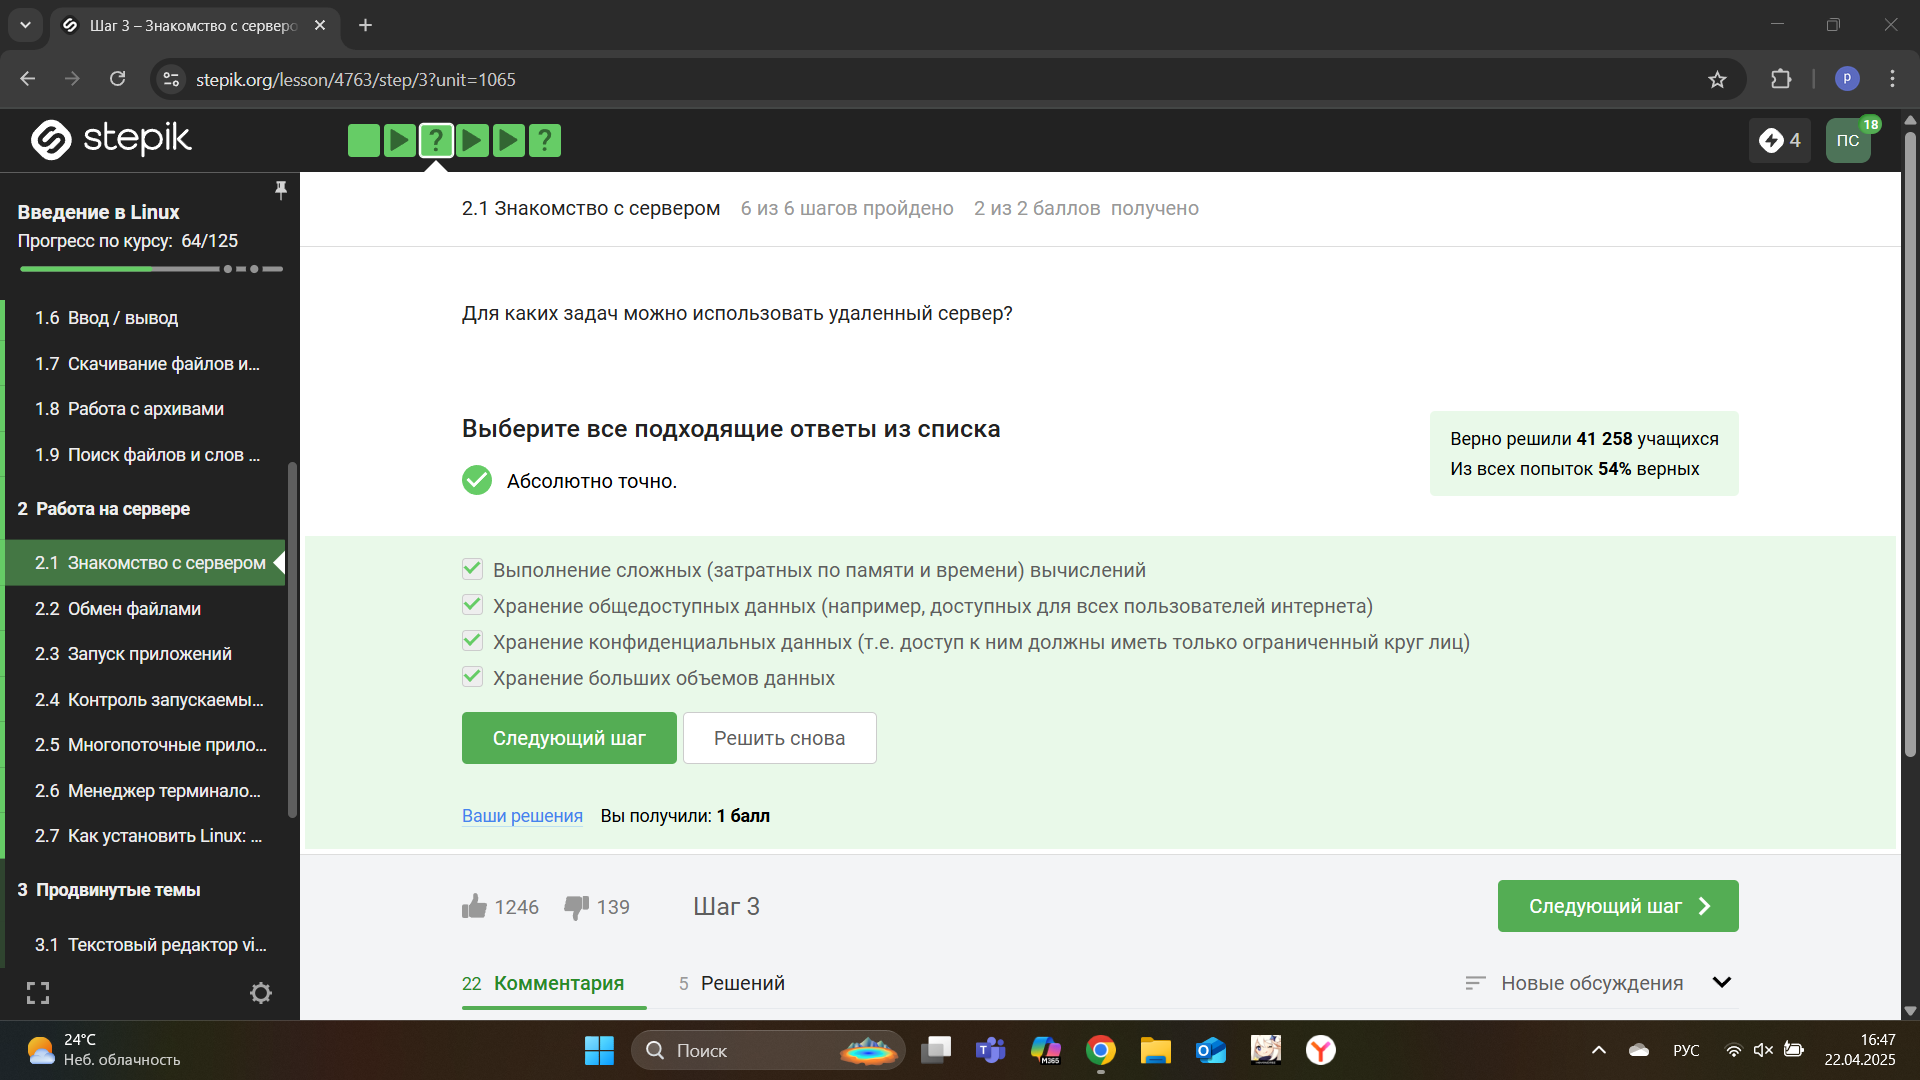 Шаг 3 – Знакомство с серверо
stepik.org/lesson/4763/step/3?unit=1065
p
stepik
? ?
4
ПС
18
Введение в Linux
Прогресс по курсу: 64/125
1.6 Ввод / вывод
1.7 Скачивание файлов и...
1.8 Работа с архивами
1.9 Поиск файлов и слов ...
2 Работа на сервере
2.1 Знакомство с сервером
2.2 Обмен файлами
2.3 Запуск приложений
2.4 Контроль запускаемы...
2.5 Многопоточные прило...
2.6 Менеджер терминало...
2.7 Как установить Linux: ...
3 Продвинутые темы
3.1 Текстовый редактор vi...
2.1 Знакомство с сервером 6 из 6 шагов пройдено 2 из 2 баллов получено
Для каких задач можно использовать удаленный сервер?
Выберите все подходящие ответы из списка
Абсолютно точно.
Верно решили 41 258 учащихся
Из всех попыток 54% верных
Выполнение сложных (затратных по памяти и времени) вычислений
Хранение общедоступных данных (например, доступных для всех пользователей интернета)
Хранение конфиденциальных данных (т.е. доступ к ним должны иметь только ограниченный круг лиц)
Хранение больших объемов данных
Следующий шаг Решить снова
Ваши решения Вы получили: 1 балл
1246 139 Шаг 3 Следующий шаг
22 Комментария 5 Решений Новые обсуждения
24°C
Неб. облачность
Поиск
M365
РУС
16:47
22.04.2025